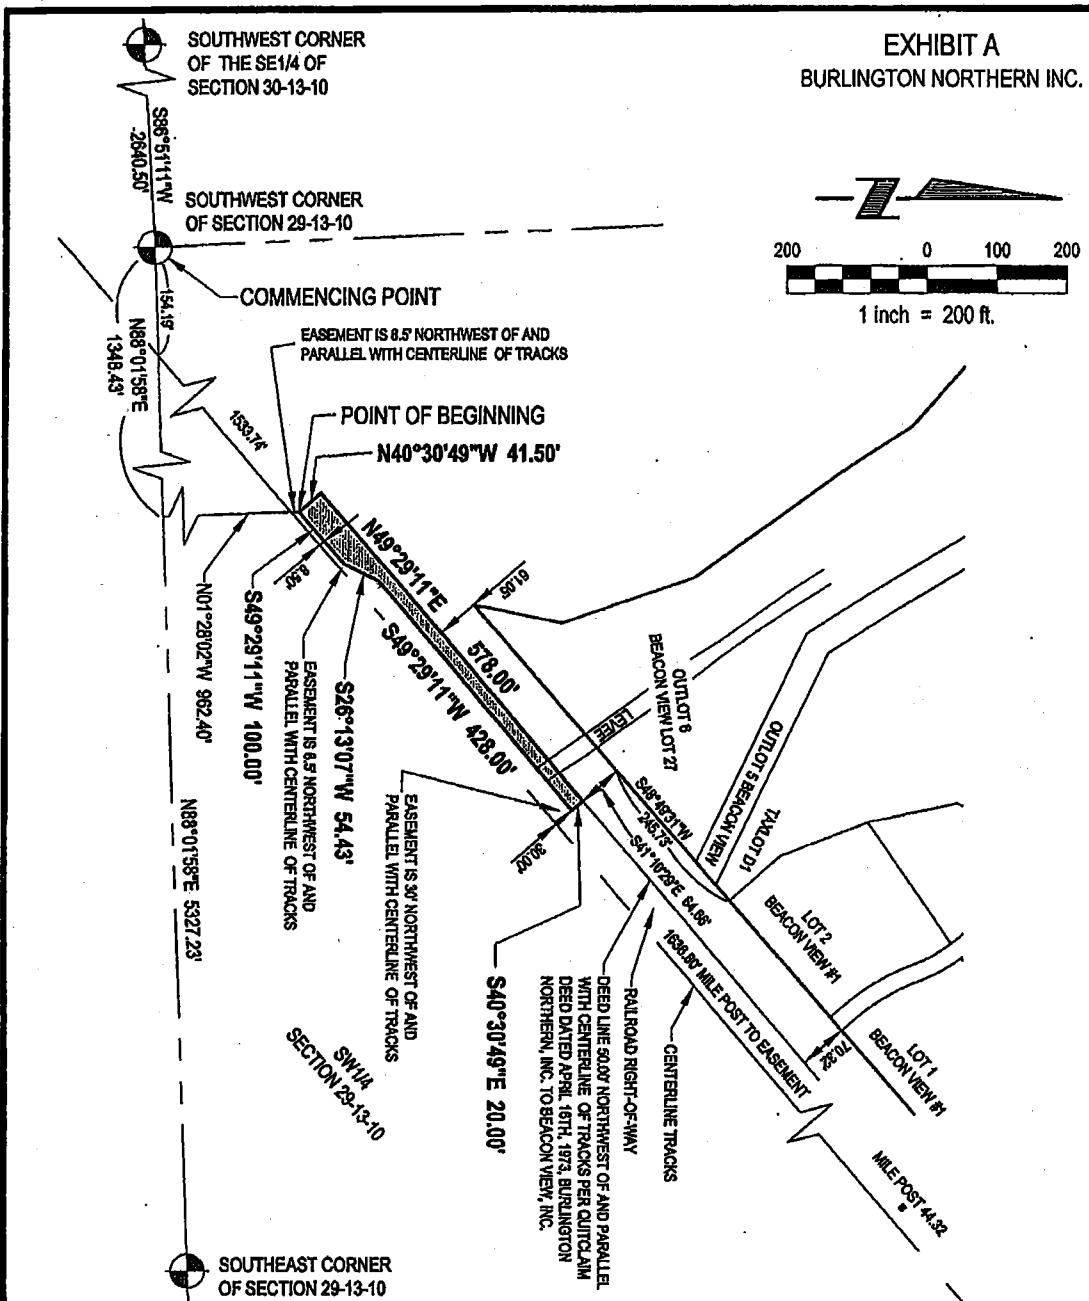 EXHIBIT A
BURLINGTON NORTHERN INC.
SOUTHWEST CORNER
OF THE SE1/4 OF
SECTION 30-13-10
S86°51'11"W
-2640.50'
SOUTHWEST CORNER
OF SECTION 29-13-10
200 0 100 200
1 inch = 200 ft.
COMMENCING POINT
154.19'
N88°01'58"E
1348.43'
EASEMENT IS 8.5' NORTHWEST OF AND
PARALLEL WITH CENTERLINE OF TRACKS
POINT OF BEGINNING
N40°30'49"W 41.50'
1539.74'
N49°29'11"E
578.00'
61.05'
8.50'
N01°28'02"W 962.40'
S49°29'11"W 100.00'
EASEMENT IS 8.5' NORTHWEST OF AND
PARALLEL WITH CENTERLINE OF TRACKS
S26°13'07"W 54.43'
S49°29'11"W 428.00'
LEVEE
OUTLOT 6
BEACON VIEW LOT 27
OUTLOT 5 BEACON
VIEW
TAXLOT D1
S48°49'31"W
245.73'
S41°10'29"E 64.66'
EASEMENT IS 30' NORTHWEST OF AND
PARALLEL WITH CENTERLINE OF TRACKS
30.00'
LOT 2
BEACON VIEW #1
N88°01'58"E 5327.23'
S40°30'49"E 20.00'
1638.80' MILE POST TO EASEMENT
70.32'
LOT 1
BEACON VIEW #1
CENTERLINE TRACKS
RAILROAD RIGHT-OF-WAY
DEED LINE 50.00' NORTHWEST OF AND PARALLEL
WITH CENTERLINE OF TRACKS PER QUITCLAIM
DEED DATED APRIL 16TH, 1973, BURLINGTON
NORTHERN, INC. TO BEACON VIEW, INC.
SW1/4
SECTION 29-13-10
MILE POST 44.32
SOUTHEAST CORNER
OF SECTION 29-13-10